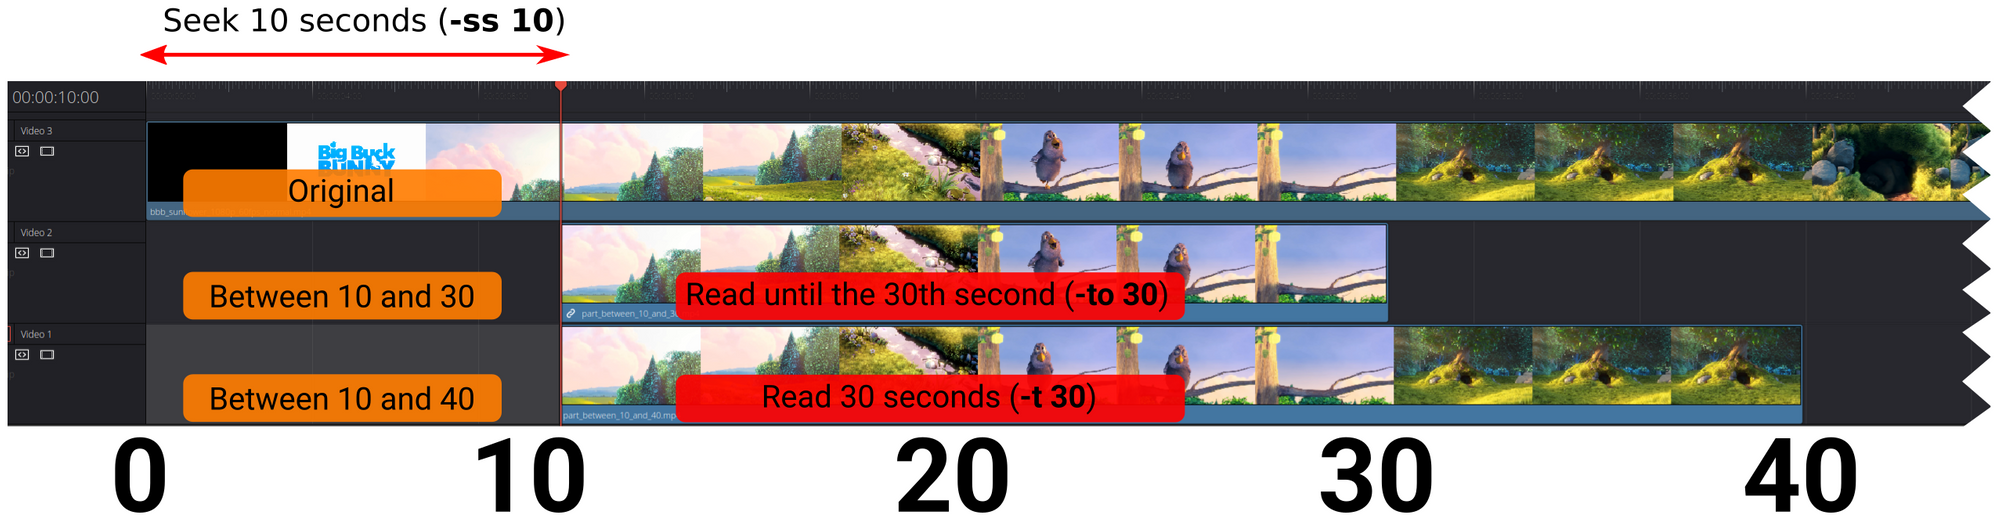 Seek 10 seconds (-ss 10)
00:00:10:00
Video 3
Big Buck
BUNNY
Original
bbb_sun
Video 2
Between 10 and 30
Read until the 30th second (-to 30)
part_between_10_and_3
Video 1
Between 10 and 40
Read 30 seconds (-t 30)
part_between_10_and_40.mp
0 10 20 30 40